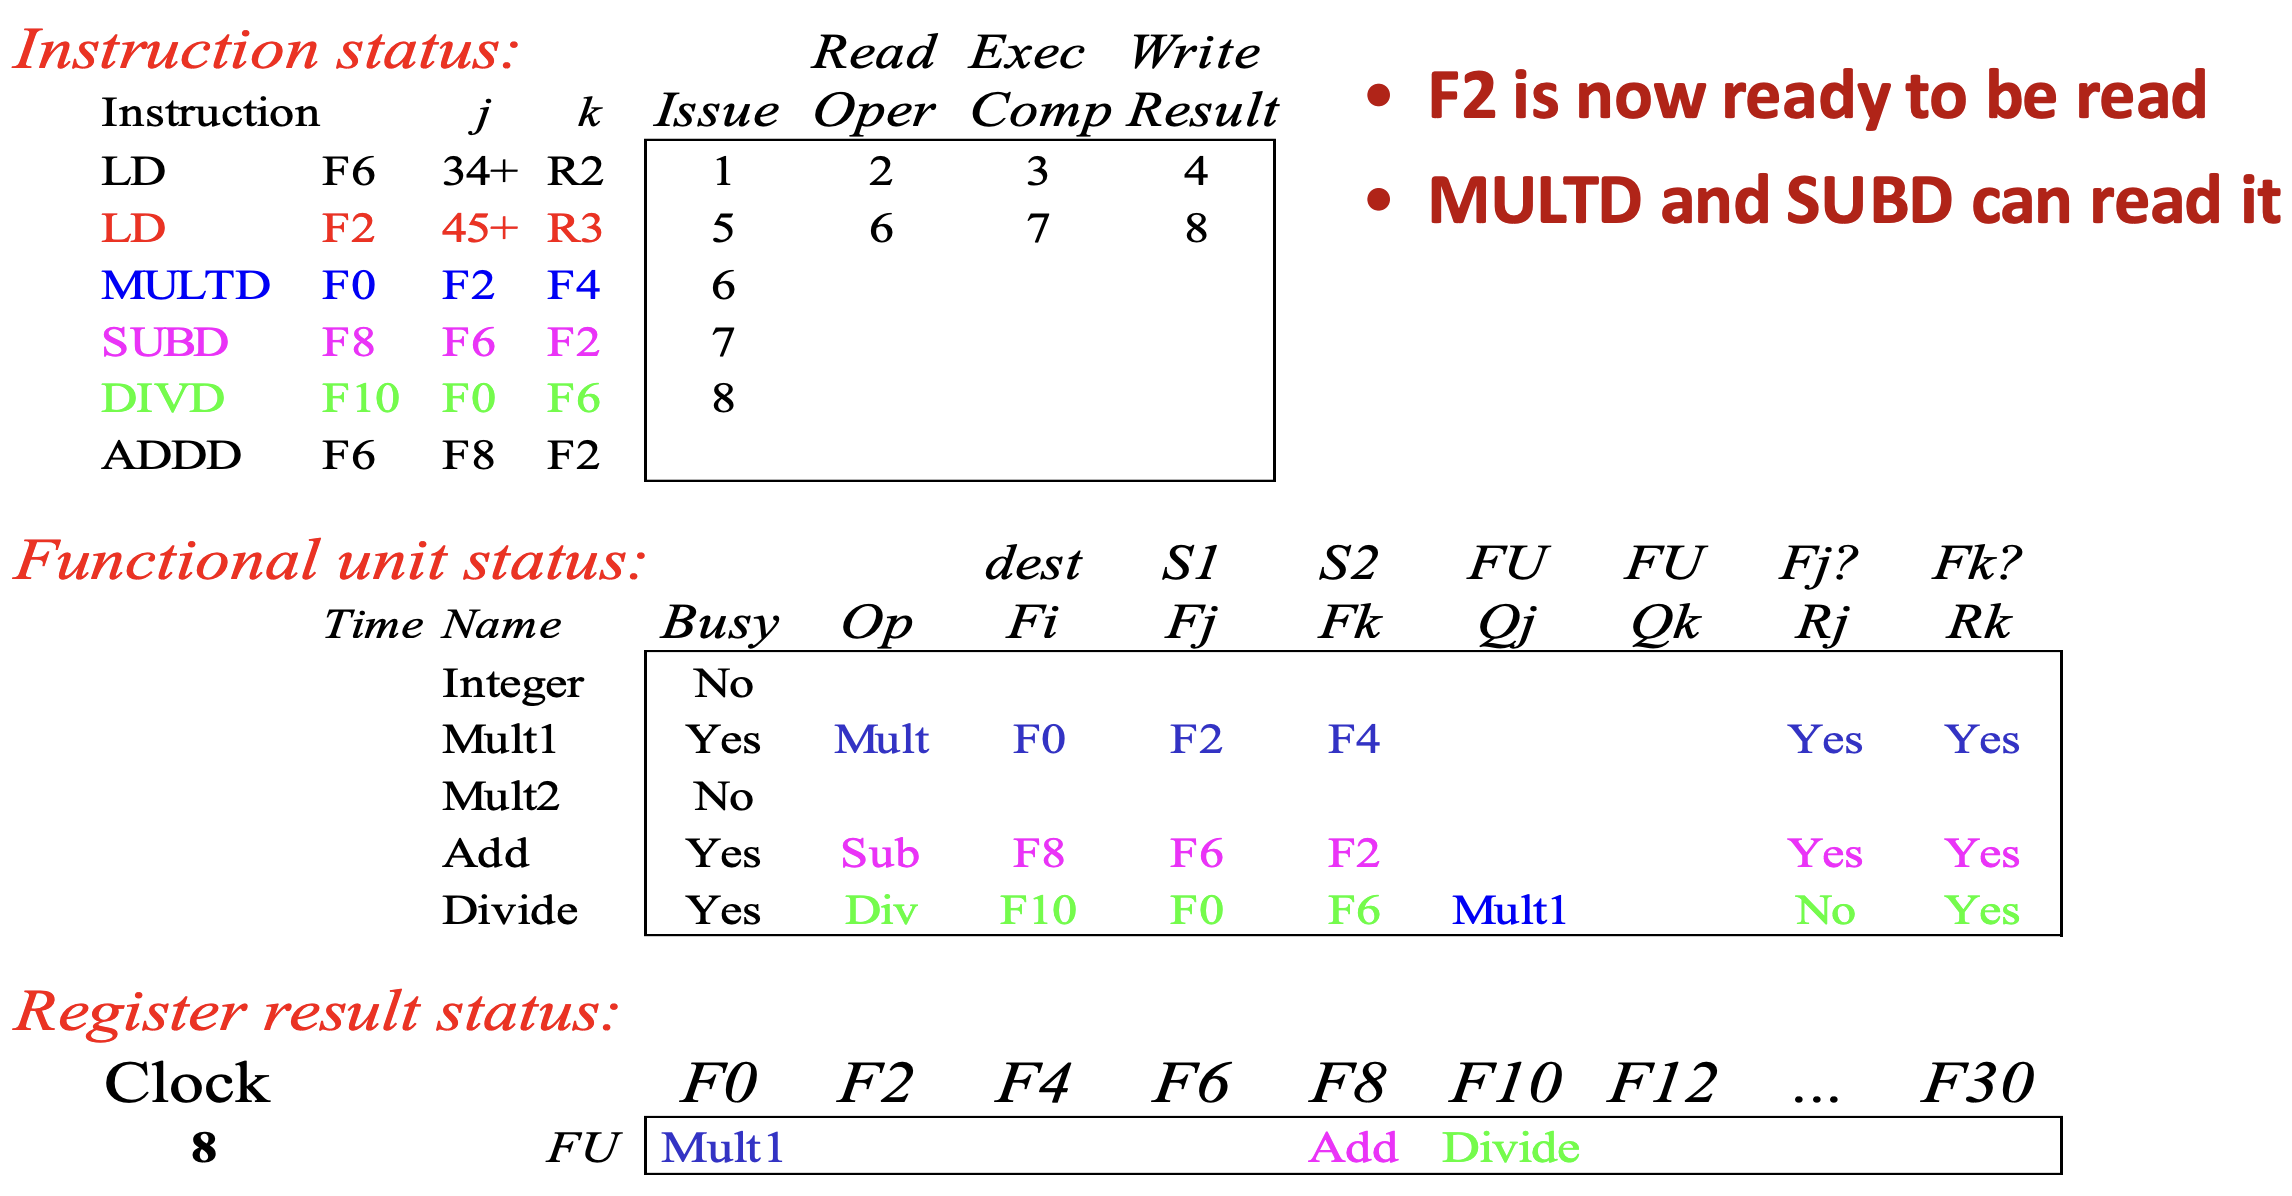 Instruction status: Read Exec Write
Instruction j k Issue Oper Comp Result
LD F6 34+ R2 1 2 3 4
LD F2 45+ R3 5 6 7 8
MULTD F0 F2 F4 6
SUBD F8 F6 F2 7
DIVD F10 F0 F6 8
ADDD F6 F8 F2
• F2 is now ready to be read
• MULTD and SUBD can read it
Functional unit status: dest S1 S2 FU FU Fj? Fk?
Time Name Busy Op Fi Fj Fk Qj Qk Rj Rk
Integer No
Mult1 Yes Mult F0 F2 F4 Yes Yes
Mult2 No
Add Yes Sub F8 F6 F2 Yes Yes
Divide Yes Div F10 F0 F6 Mult1 No Yes
Register result status:
Clock F0 F2 F4 F6 F8 F10 F12 ... F30
8 FU Mult1 Add Divide